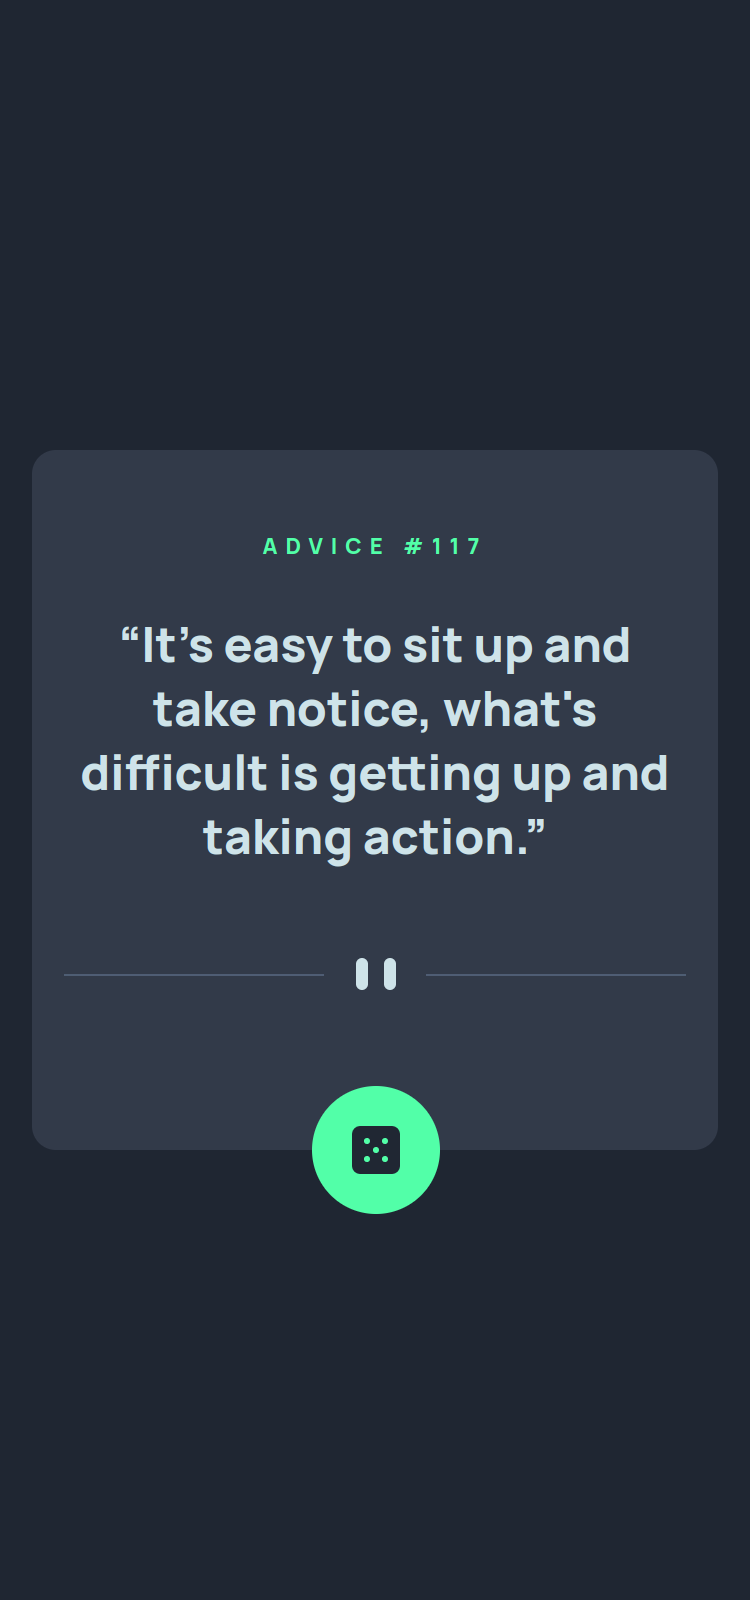 ADVICE #117
“It’s easy to sit up and
take notice, what's
difficult is getting up and
taking action.”